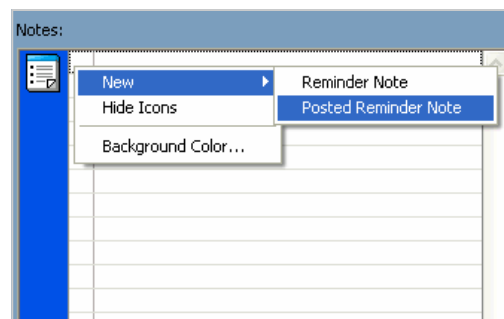 Notes:
New
Reminder Note
Hide Icons
Posted Reminder Note
Background Color...